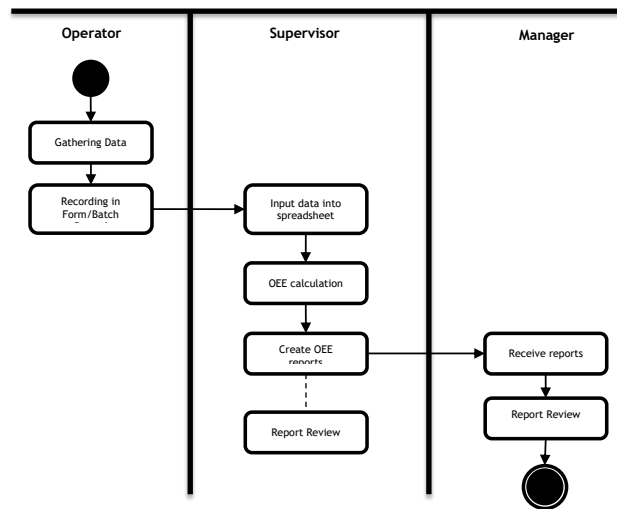 Operator
Supervisor
Manager
Gathering Data
Recording in
Form/Batch
Input data into
spreadsheet
OEE calculation
Create OEE
reports
Receive reports
Report Review
Report Review